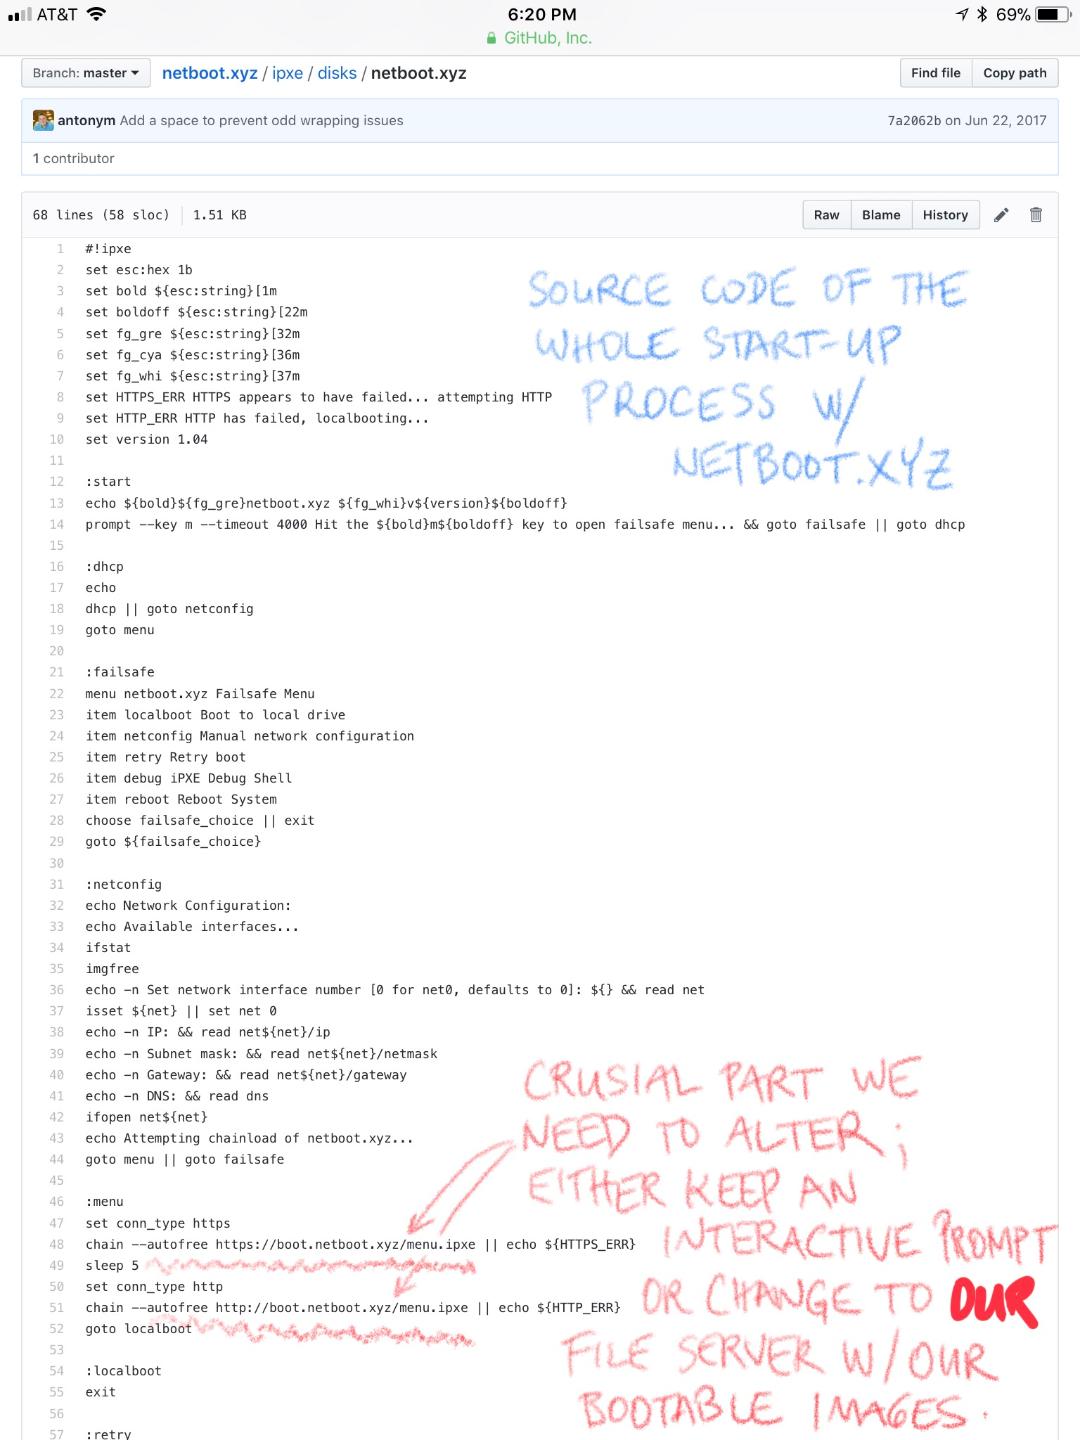 AT&T 6:20 PM 69%
GitHub, Inc.
Branch: master netboot.xyz / ipxe / disks / netboot.xyz Find file Copy path
antonym Add a space to prevent odd wrapping issues 7a2062b on Jun 22, 2017
1 contributor
68 lines (58 sloc) 1.51 KB Raw Blame History
1 #!ipxe
2 set esc:hex 1b
3 set bold ${esc:string}[1m
4 set boldoff ${esc:string}[22m
5 set fg_gre ${esc:string}[32m
6 set fg_cya ${esc:string}[36m
7 set fg_whi ${esc:string}[37m
8 set HTTPS_ERR HTTPS appears to have failed... attempting HTTP
9 set HTTP_ERR HTTP has failed, localbooting...
10 set version 1.04
11
12 :start
13 echo ${bold}${fg_gre}netboot.xyz ${fg_whi}v${version}${boldoff}
14 prompt --key m --timeout 4000 Hit the ${bold}m${boldoff} key to open failsafe menu... && goto failsafe || goto dhcp
15
16 :dhcp
17 echo
18 dhcp || goto netconfig
19 goto menu
20
21 :failsafe
22 menu netboot.xyz Failsafe Menu
23 item localboot Boot to local drive
24 item netconfig Manual network configuration
25 item retry Retry boot
26 item debug iPXE Debug Shell
27 item reboot Reboot System
28 choose failsafe_choice || exit
29 goto ${failsafe_choice}
30
31 :netconfig
32 echo Network Configuration:
33 echo Available interfaces...
34 ifstat
35 imgfree
36 echo -n Set network interface number [0 for net0, defaults to 0]: ${} && read net
37 isset ${net} || set net 0
38 echo -n IP: && read net${net}/ip
39 echo -n Subnet mask: && read net${net}/netmask
40 echo -n Gateway: && read net${net}/gateway
41 echo -n DNS: && read dns
42 ifopen net${net}
43 echo Attempting chainload of netboot.xyz...
44 goto menu || goto failsafe
45
46 :menu
47 set conn_type https
48 chain --autofree https://boot.netboot.xyz/menu.ipxe || echo ${HTTPS_ERR}
49 sleep 5
50 set conn_type http
51 chain --autofree http://boot.netboot.xyz/menu.ipxe || echo ${HTTP_ERR}
52 goto localboot
53
54 :localboot
55 exit
56
57 :retry
SOURCE CODE OF THE
WHOLE START-UP
PROCESS W/
NETBOOT.XYZ
CRUSIAL PART WE
NEED TO ALTER;
EITHER KEEP AN
INTERACTIVE PROMPT
OR CHANGE TO OUR
FILE SERVER W/OUR
BOOTABLE IMAGES.